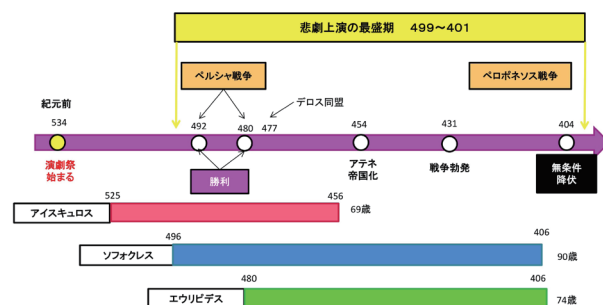 悲劇上演の最盛期 499～401
ペルシャ戦争
ペロポネソス戦争
デロス同盟
紀元前
534
492
480
477
454
431
404
演劇祭
始まる
勝利
アテネ
帝国化
戦争勃発
無条件
降伏
525
456
アイスキュロス
69歳
496
406
ソフォクレス
90歳
480
406
エウリピデス
74歳